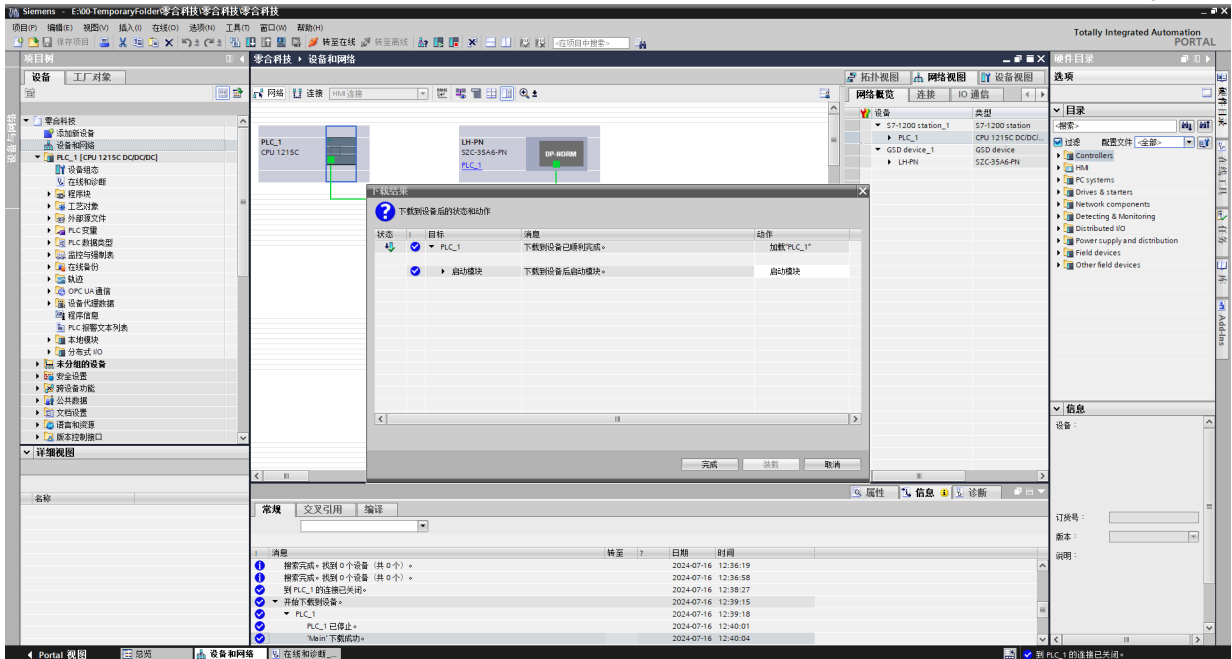 Siemens - E:\00-TemporaryFolder\零合科技\零合科技\零合科技
项目(P) 编辑(E) 视图(V) 插入(I) 在线(O) 选项(N) 工具(T) 窗口(W) 帮助(H)
保存项目 转至在线 转至离线 <在项目中搜索>
Totally Integrated Automation
PORTAL
项目树
设备 工厂对象
零合科技
添加新设备
设备和网络
PLC_1 [CPU 1215C DC/DC/DC]
设备组态
在线和诊断
程序块
工艺对象
外部源文件
PLC 变量
PLC 数据类型
监控与强制表
在线备份
轨迹
OPC UA 通信
设备代理数据
程序信息
PLC 报警文本列表
本地模块
分布式 I/O
未分组的设备
安全设置
跨设备功能
公共数据
文档设置
语言和资源
版本控制接口
详细视图
名称
设备与网络
零合科技 › 设备和网络
拓扑视图 网络视图 设备视图
网络 连接 HMI 连接
PLC_1
CPU 1215C
LH-PN
SZC-35A6-PN
PLC_1
DP-NORM
网络概览 连接 IO 通信
设备 类型
S7-1200 station_1 S7-1200 station
PLC_1 CPU 1215C DC/DC/...
GSD device_1 GSD device
LH-PN SZC-35A6-PN
下载结果
下载到设备后的状态和动作
状态 ! 目标 消息 动作
PLC_1 下载到设备已顺利完成。 加载“PLC_1”
启动模块 下载到设备后启动模块。 启动模块
完成 装载 取消
属性 信息 诊断
常规 交叉引用 编译
! 消息 转至 ? 日期 时间
搜索完成。找到 0 个设备（共 0 个）。 2024-07-16 12:36:19
搜索完成。找到 0 个设备（共 0 个）。 2024-07-16 12:36:58
到 PLC_1 的连接已关闭。 2024-07-16 12:38:27
开始下载到设备。 2024-07-16 12:39:15
PLC_1 2024-07-16 12:39:18
PLC_1 已停止。 2024-07-16 12:40:01
'Main' 下载成功。 2024-07-16 12:40:04
硬件目录
选项
目录
<搜索>
过滤 配置文件 <全部>
Controllers
HMI
PC systems
Drives & starters
Network components
Detecting & Monitoring
Distributed I/O
Power supply and distribution
Field devices
Other field devices
信息
设备：
订货号：
版本：
说明：
硬件目录
在线工具
任务
库
Add-Ins
Portal 视图 总览 设备和网络 在线和诊断... 到 PLC_1 的连接已关闭。